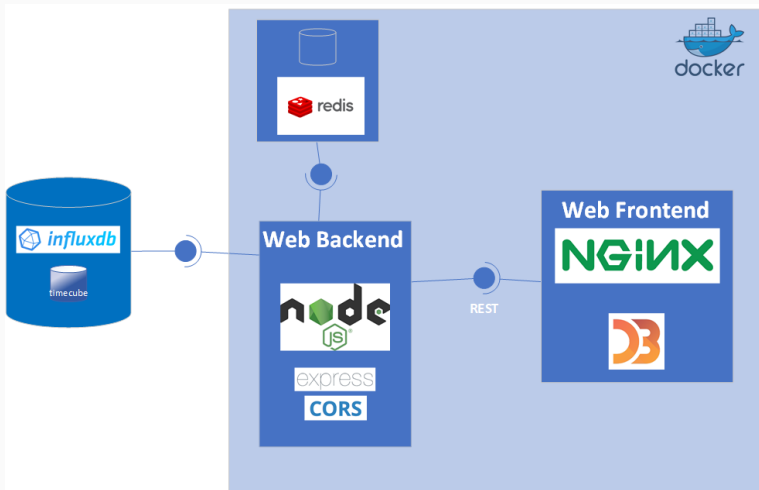 docker
redis
influxdb
timecube
Web Backend
node
JS
express
CORS
REST
Web Frontend
NGINX
D3